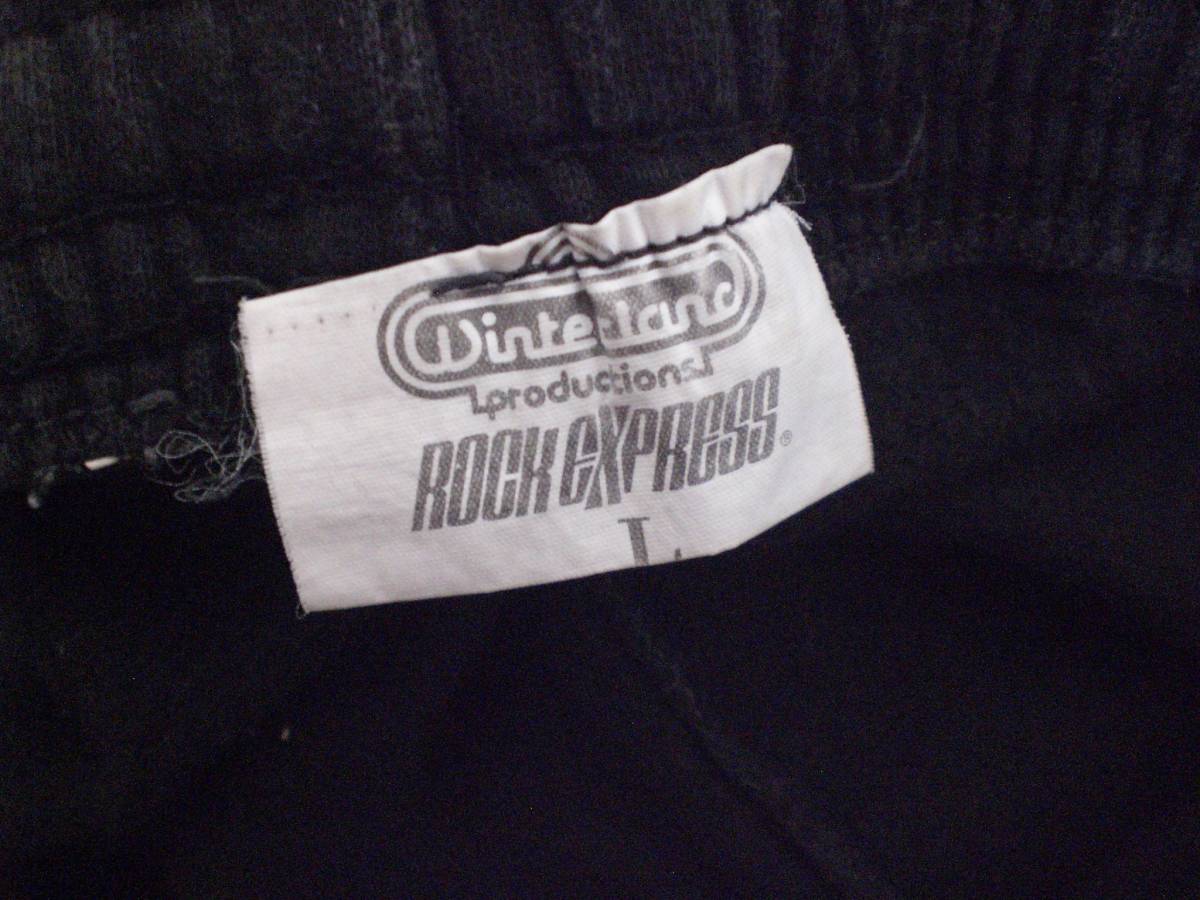 Winterland
productions
ROCK EXPRESS®
L